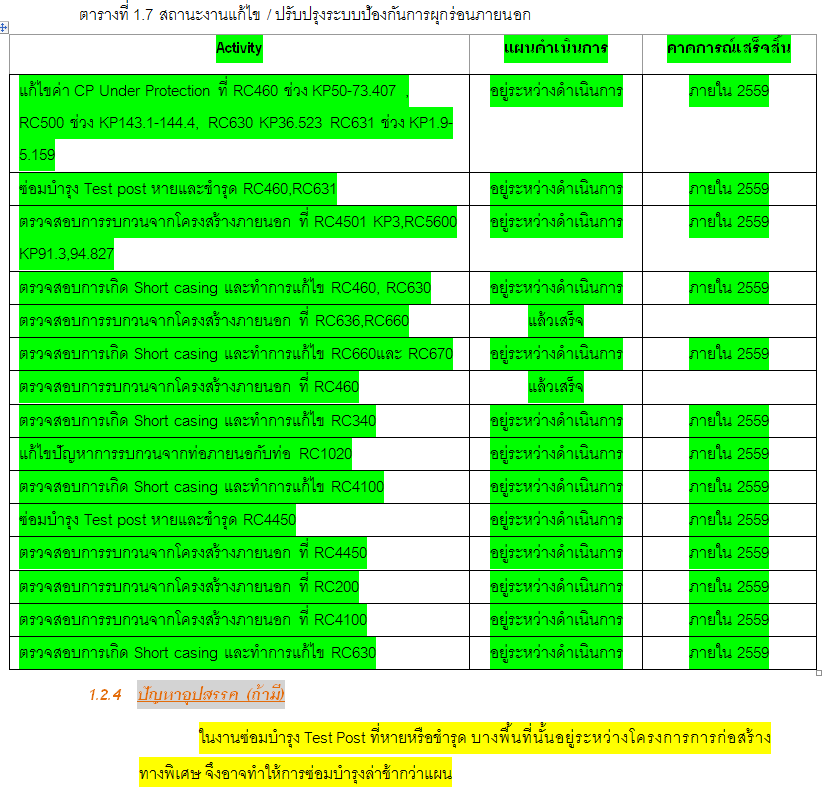 ตารางที่ 1.7 สถานะงานแก้ไข / ปรับปรุงระบบป้องกันการผุกร่อนภายนอก
Activity แผนดำเนินการ คาดการณ์เสร็จสิ้น
แก้ไขค่า CP Under Protection ที่ RC460 ช่วง KP50-73.407 , อยู่ระหว่างดำเนินการ ภายใน 2559
RC500 ช่วง KP143.1-144.4, RC630 KP36.523 RC631 ช่วง KP1.9-
5.159
ซ่อมบำรุง Test post หายและชำรุด RC460,RC631 อยู่ระหว่างดำเนินการ ภายใน 2559
ตรวจสอบการรบกวนจากโครงสร้างภายนอก ที่ RC4501 KP3,RC5600 อยู่ระหว่างดำเนินการ ภายใน 2559
KP91.3,94.827
ตรวจสอบการเกิด Short casing และทำการแก้ไข RC460, RC630 อยู่ระหว่างดำเนินการ ภายใน 2559
ตรวจสอบการรบกวนจากโครงสร้างภายนอก ที่ RC636,RC660 แล้วเสร็จ
ตรวจสอบการเกิด Short casing และทำการแก้ไข RC660และ RC670 อยู่ระหว่างดำเนินการ ภายใน 2559
ตรวจสอบการรบกวนจากโครงสร้างภายนอก ที่ RC460 แล้วเสร็จ
ตรวจสอบการเกิด Short casing และทำการแก้ไข RC340 อยู่ระหว่างดำเนินการ ภายใน 2559
แก้ไขปัญหาการรบกวนจากท่อภายนอกับท่อ RC1020 อยู่ระหว่างดำเนินการ ภายใน 2559
ตรวจสอบการเกิด Short casing และทำการแก้ไข RC4100 อยู่ระหว่างดำเนินการ ภายใน 2559
ซ่อมบำรุง Test post หายและชำรุด RC4450 อยู่ระหว่างดำเนินการ ภายใน 2559
ตรวจสอบการรบกวนจากโครงสร้างภายนอก ที่ RC4450 อยู่ระหว่างดำเนินการ ภายใน 2559
ตรวจสอบการรบกวนจากโครงสร้างภายนอก ที่ RC200 อยู่ระหว่างดำเนินการ ภายใน 2559
ตรวจสอบการรบกวนจากโครงสร้างภายนอก ที่ RC4100 อยู่ระหว่างดำเนินการ ภายใน 2559
ตรวจสอบการเกิด Short casing และทำการแก้ไข RC630 อยู่ระหว่างดำเนินการ ภายใน 2559
1.2.4 ปัญหาอุปสรรค (ถ้ามี)
ในงานซ่อมบำรุง Test Post ที่หายหรือชำรุด บางพื้นที่นั้นอยู่ระหว่างโครงการการก่อสร้าง
ทางพิเศษ จึงอาจทำให้การซ่อมบำรุงล่าช้ากว่าแผน